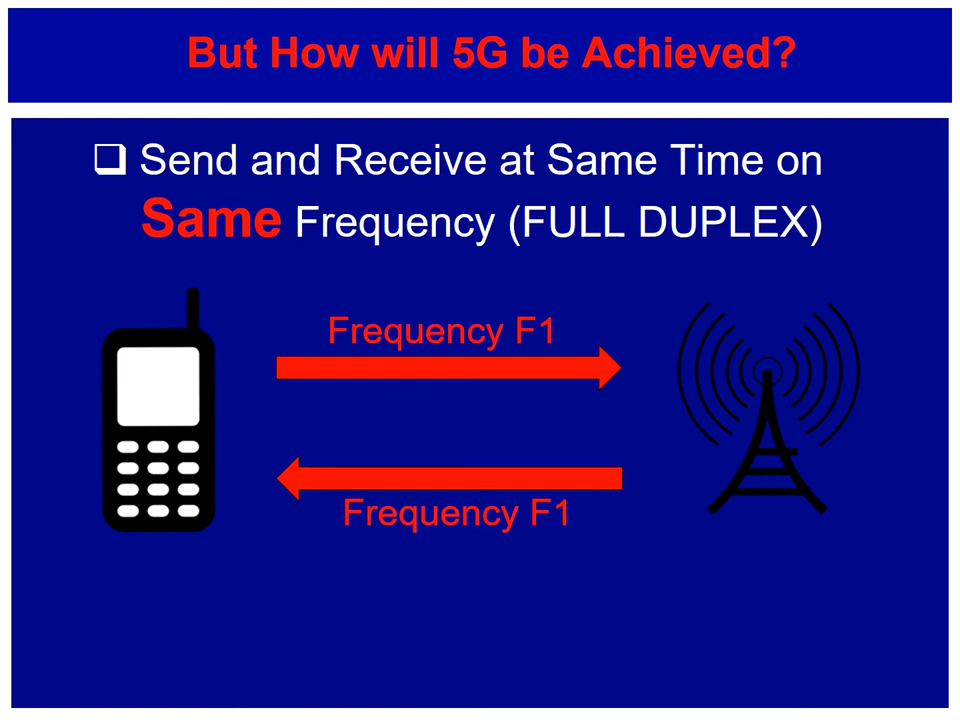 But How will 5G be Achieved?
❑ Send and Receive at Same Time on
Same Frequency (FULL DUPLEX)
Frequency F1
Frequency F1